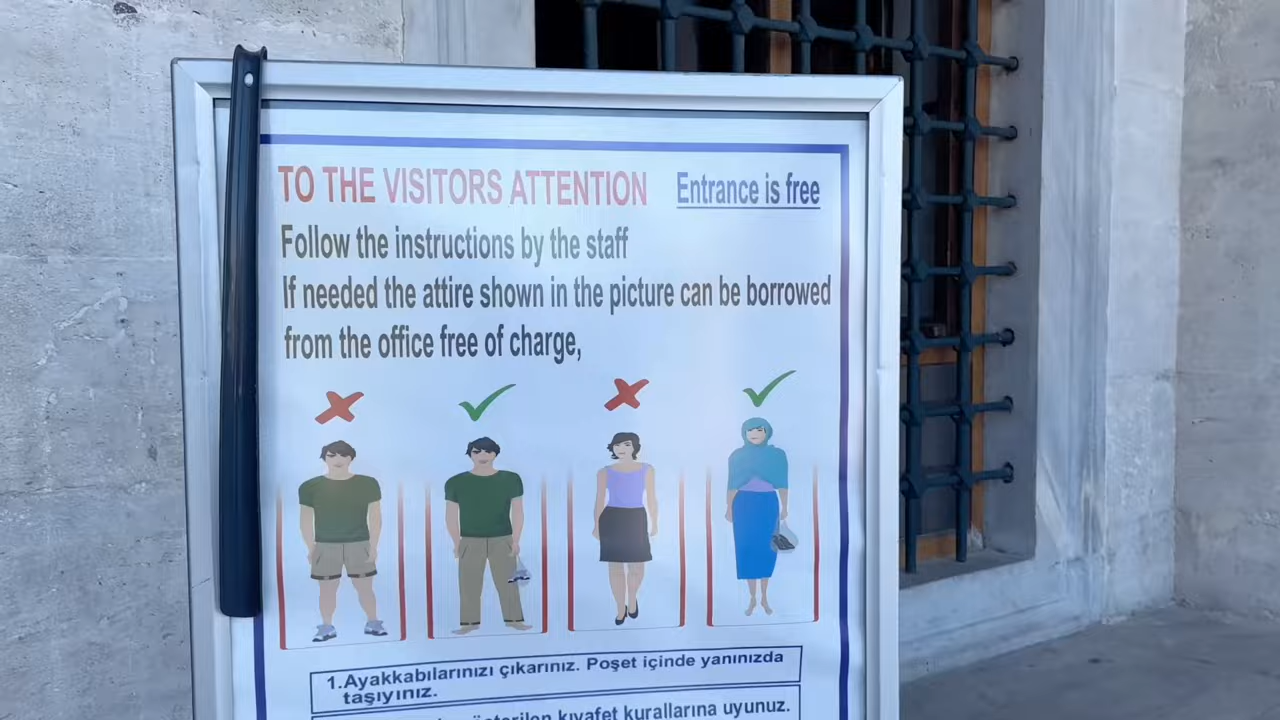 TO THE VISITORS ATTENTION Entrance is free
Follow the instructions by the staff
If needed the attire shown in the picture can be borrowed
from the office free of charge,
1.Ayakkabılarınızı çıkarınız. Poşet içinde yanınızda
taşıyınız.
kıyafet kurallarına uyunuz.